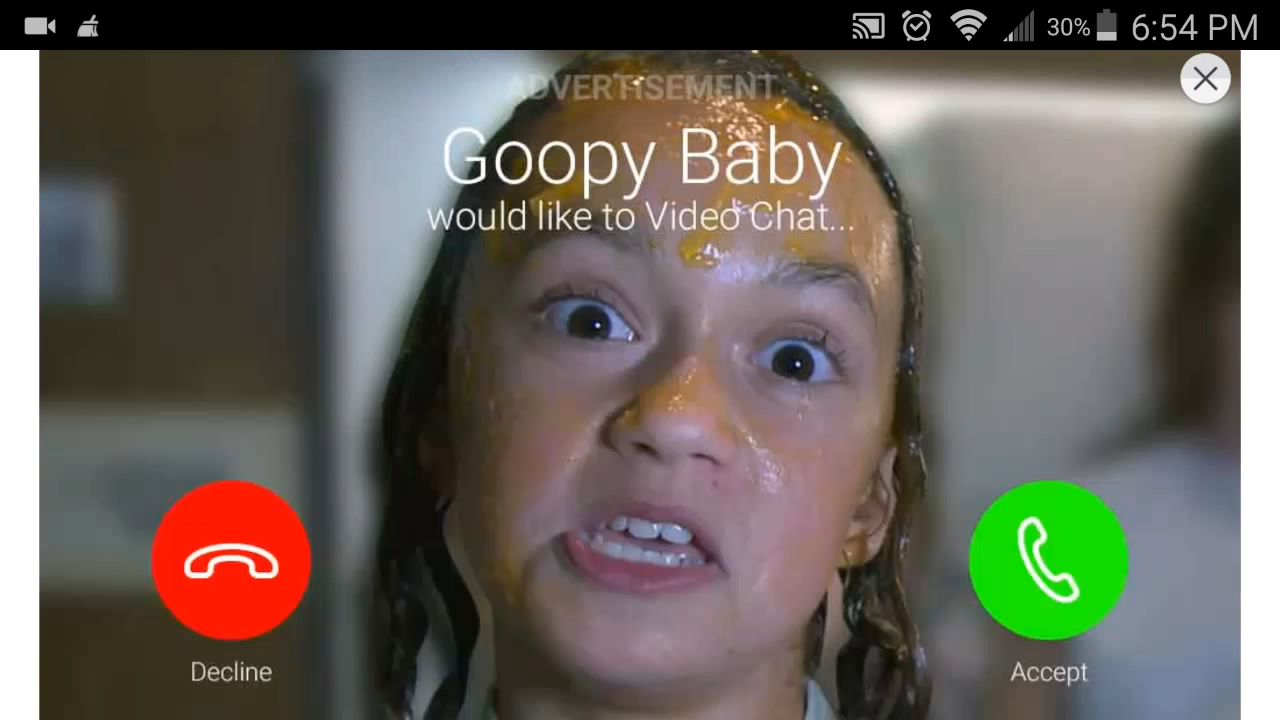 30% 6:54 PM
ADVERTISEMENT
Goopy Baby
would like to Video Chat...
Decline
Accept